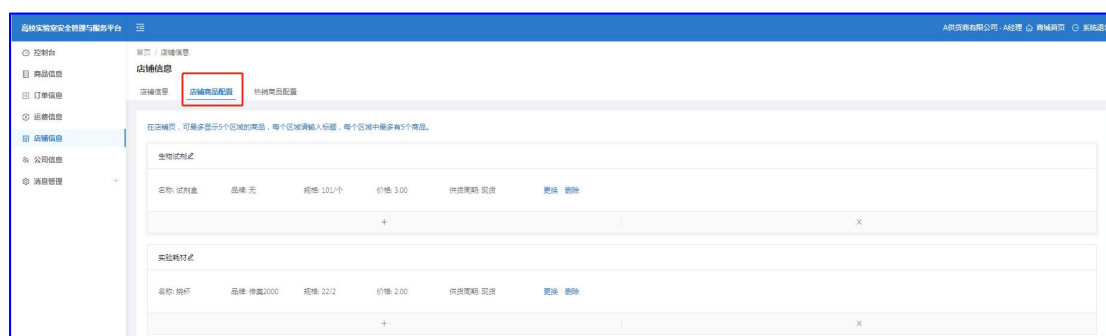 高校实验室安全管理与服务平台
A供货商有限公司 - A经理 商城首页 系统退
控制台
商品信息
订单信息
运费信息
店铺信息
公司信息
消息管理
首页 / 店铺信息
店铺信息
店铺信息 店铺商品配置 热销商品配置
在店铺页，可最多显示5个区域的商品，每个区域请输入标题，每个区域中最多有5个商品。
生物试剂
名称: 试剂盒 品牌: 无 规格: 101/个 价格: 3.00 供货周期: 现货 更换 删除
+ ×
实验耗材
名称: 烧杯 品牌: 传美2000 规格: 22/2 价格: 2.00 供货周期: 现货 更换 删除
+ ×